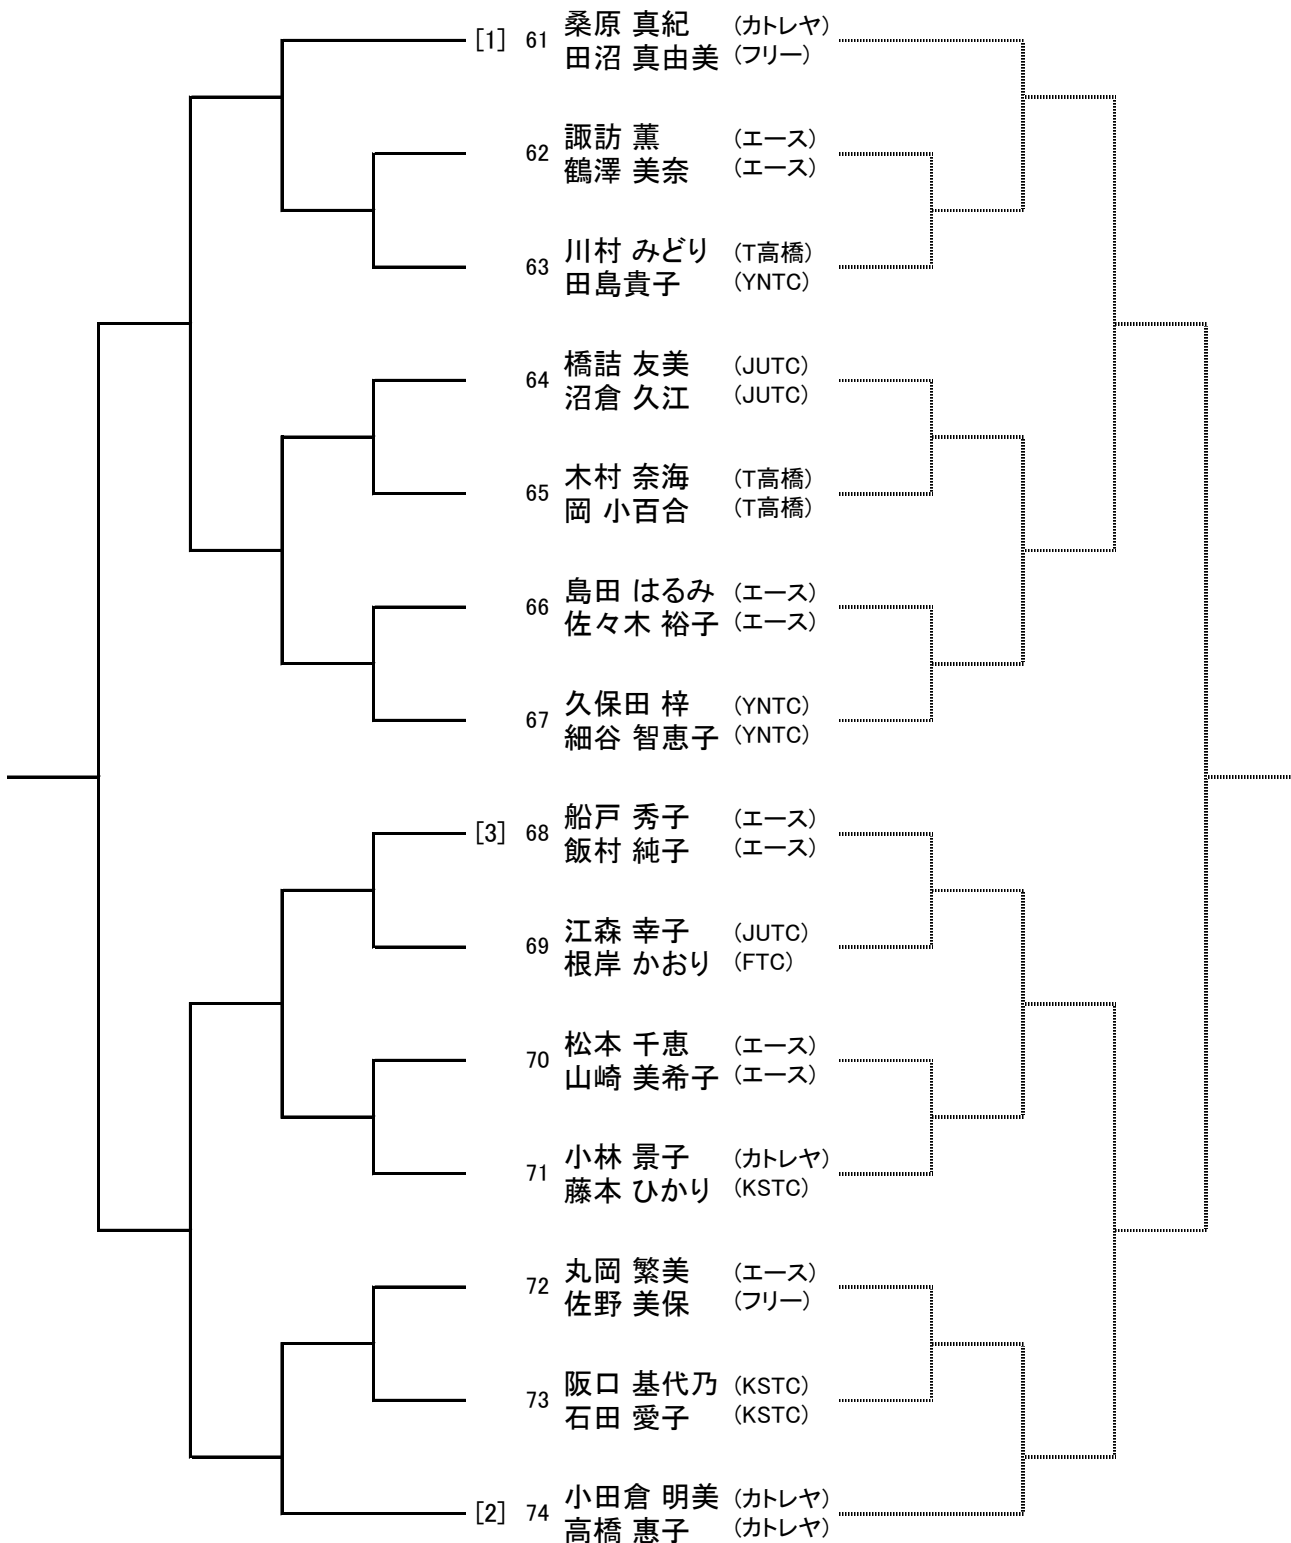 [1] 61 桑原 真紀 (カトレヤ)
田沼 真由美 (フリー)
62 諏訪 薫 (エース)
鶴澤 美奈 (エース)
63 川村 みどり (T高橋)
田島貴子 (YNTC)
64 橋詰 友美 (JUTC)
沼倉 久江 (JUTC)
65 木村 奈海 (T高橋)
岡 小百合 (T高橋)
66 島田 はるみ (エース)
佐々木 裕子 (エース)
67 久保田 梓 (YNTC)
細谷 智恵子 (YNTC)
[3] 68 船戸 秀子 (エース)
飯村 純子 (エース)
69 江森 幸子 (JUTC)
根岸 かおり (FTC)
70 松本 千恵 (エース)
山崎 美希子 (エース)
71 小林 景子 (カトレヤ)
藤本 ひかり (KSTC)
72 丸岡 繁美 (エース)
佐野 美保 (フリー)
73 阪口 基代乃 (KSTC)
石田 愛子 (KSTC)
[2] 74 小田倉 明美 (カトレヤ)
高橋 惠子 (カトレヤ)